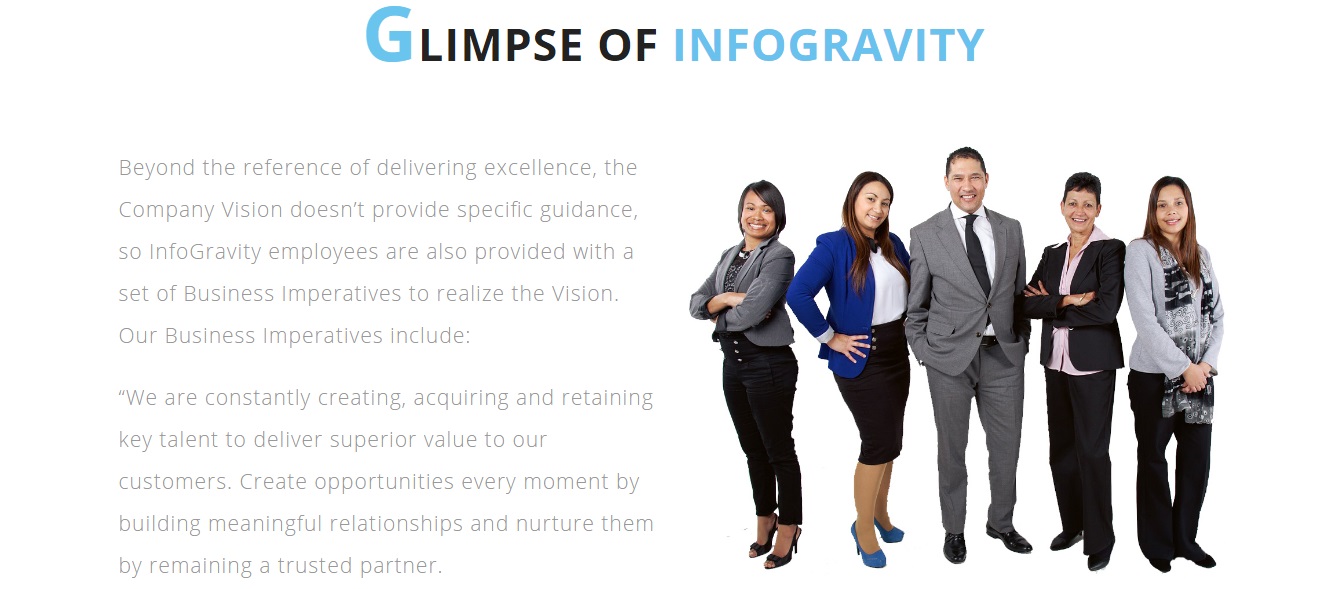 GLIMPSE OF INFOGRAVITY
Beyond the reference of delivering excellence, the
Company Vision doesn’t provide specific guidance,
so InfoGravity employees are also provided with a
set of Business Imperatives to realize the Vision.
Our Business Imperatives include:
“We are constantly creating, acquiring and retaining
key talent to deliver superior value to our
customers. Create opportunities every moment by
building meaningful relationships and nurture them
by remaining a trusted partner.